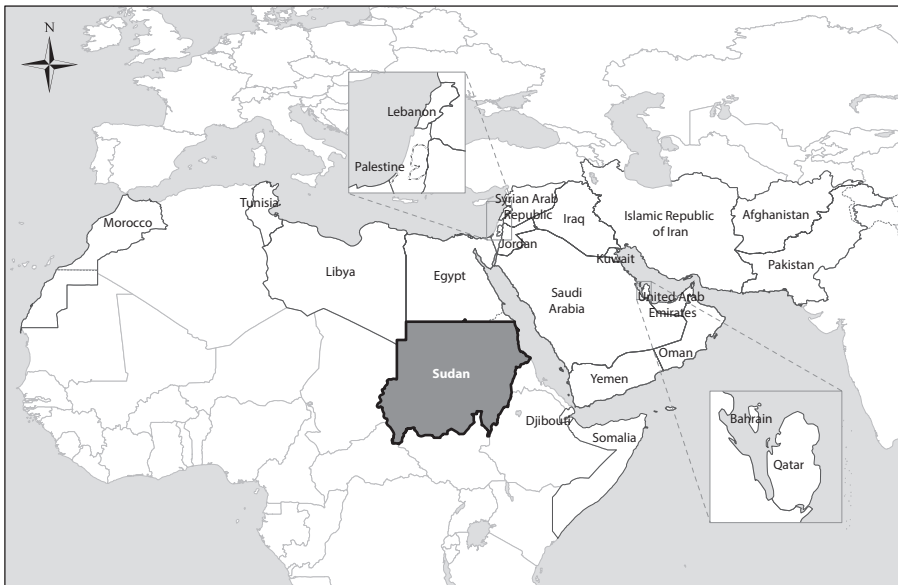 N
Lebanon
Palestine
Morocco
Tunisia
Syrian Arab
Republic
Iraq
Islamic Republic
of Iran
Afghanistan
Jordan
Kuwait
Pakistan
Libya
Egypt
Saudi
Arabia
United Arab
Emirates
Oman
Sudan
Yemen
Djibouti
Somalia
Bahrain
Qatar